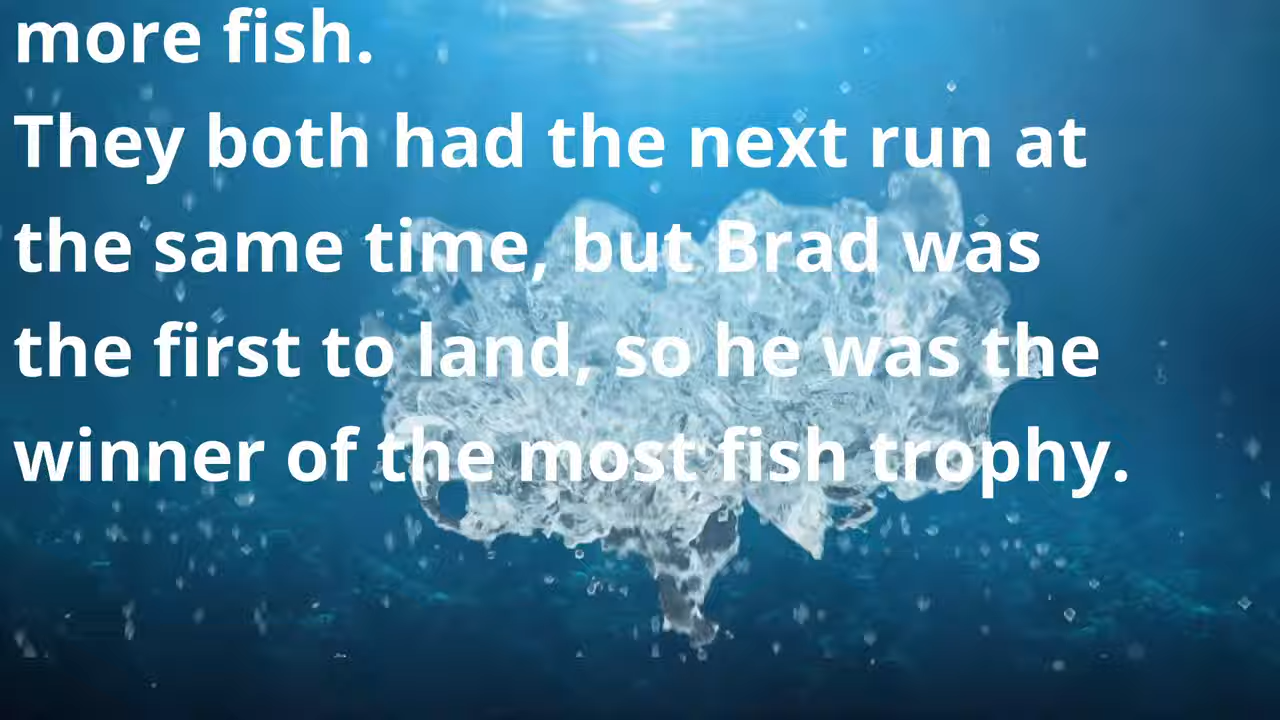 more fish.
They both had the next run at
the same time, but Brad was
the first to land, so he was the
winner of the most fish trophy.